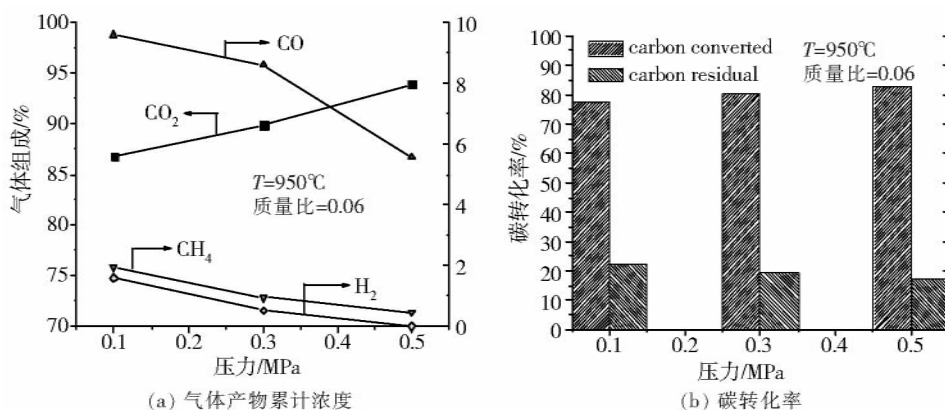 100
95
90
85
80
75
70
气体组成/%
10
8
6
4
2
0
CO
CO₂
T=950℃
质量比=0.06
CH₄
H₂
0.1 0.2 0.3 0.4 0.5
压力/MPa
(a) 气体产物累计浓度
100
90
80
70
60
50
40
30
20
10
0
碳转化率/%
carbon converted
carbon residual
T=950℃
质量比=0.06
0.1 0.2 0.3 0.4 0.5
压力/MPa
(b) 碳转化率